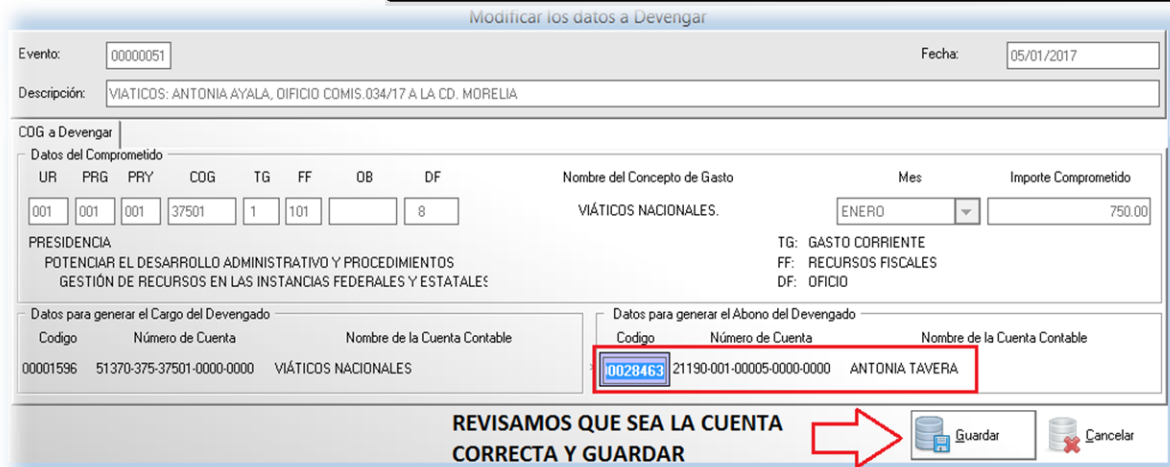 Modificar los datos a Devengar
Evento: 00000051 Fecha: 05/01/2017
Descripción: VIATICOS: ANTONIA AYALA, OIFICIO COMIS.034/17 A LA CD. MORELIA
COG a Devengar
Datos del Comprometido
UR PRG PRY COG TG FF OB DF Nombre del Concepto de Gasto Mes Importe Comprometido
001 001 001 37501 1 101 8 VIÁTICOS NACIONALES. ENERO 750.00
PRESIDENCIA TG: GASTO CORRIENTE
POTENCIAR EL DESARROLLO ADMINISTRATIVO Y PROCEDIMIENTOS FF: RECURSOS FISCALES
GESTIÓN DE RECURSOS EN LAS INSTANCIAS FEDERALES Y ESTATALES DF: OFICIO
Datos para generar el Cargo del Devengado Datos para generar el Abono del Devengado
Codigo Número de Cuenta Nombre de la Cuenta Contable Codigo Número de Cuenta Nombre de la Cuenta Contable
00001596 51370-375-37501-0000-0000 VIÁTICOS NACIONALES 0028463 21190-001-00005-0000-0000 ANTONIA TAVERA
REVISAMOS QUE SEA LA CUENTA
CORRECTA Y GUARDAR
Guardar Cancelar